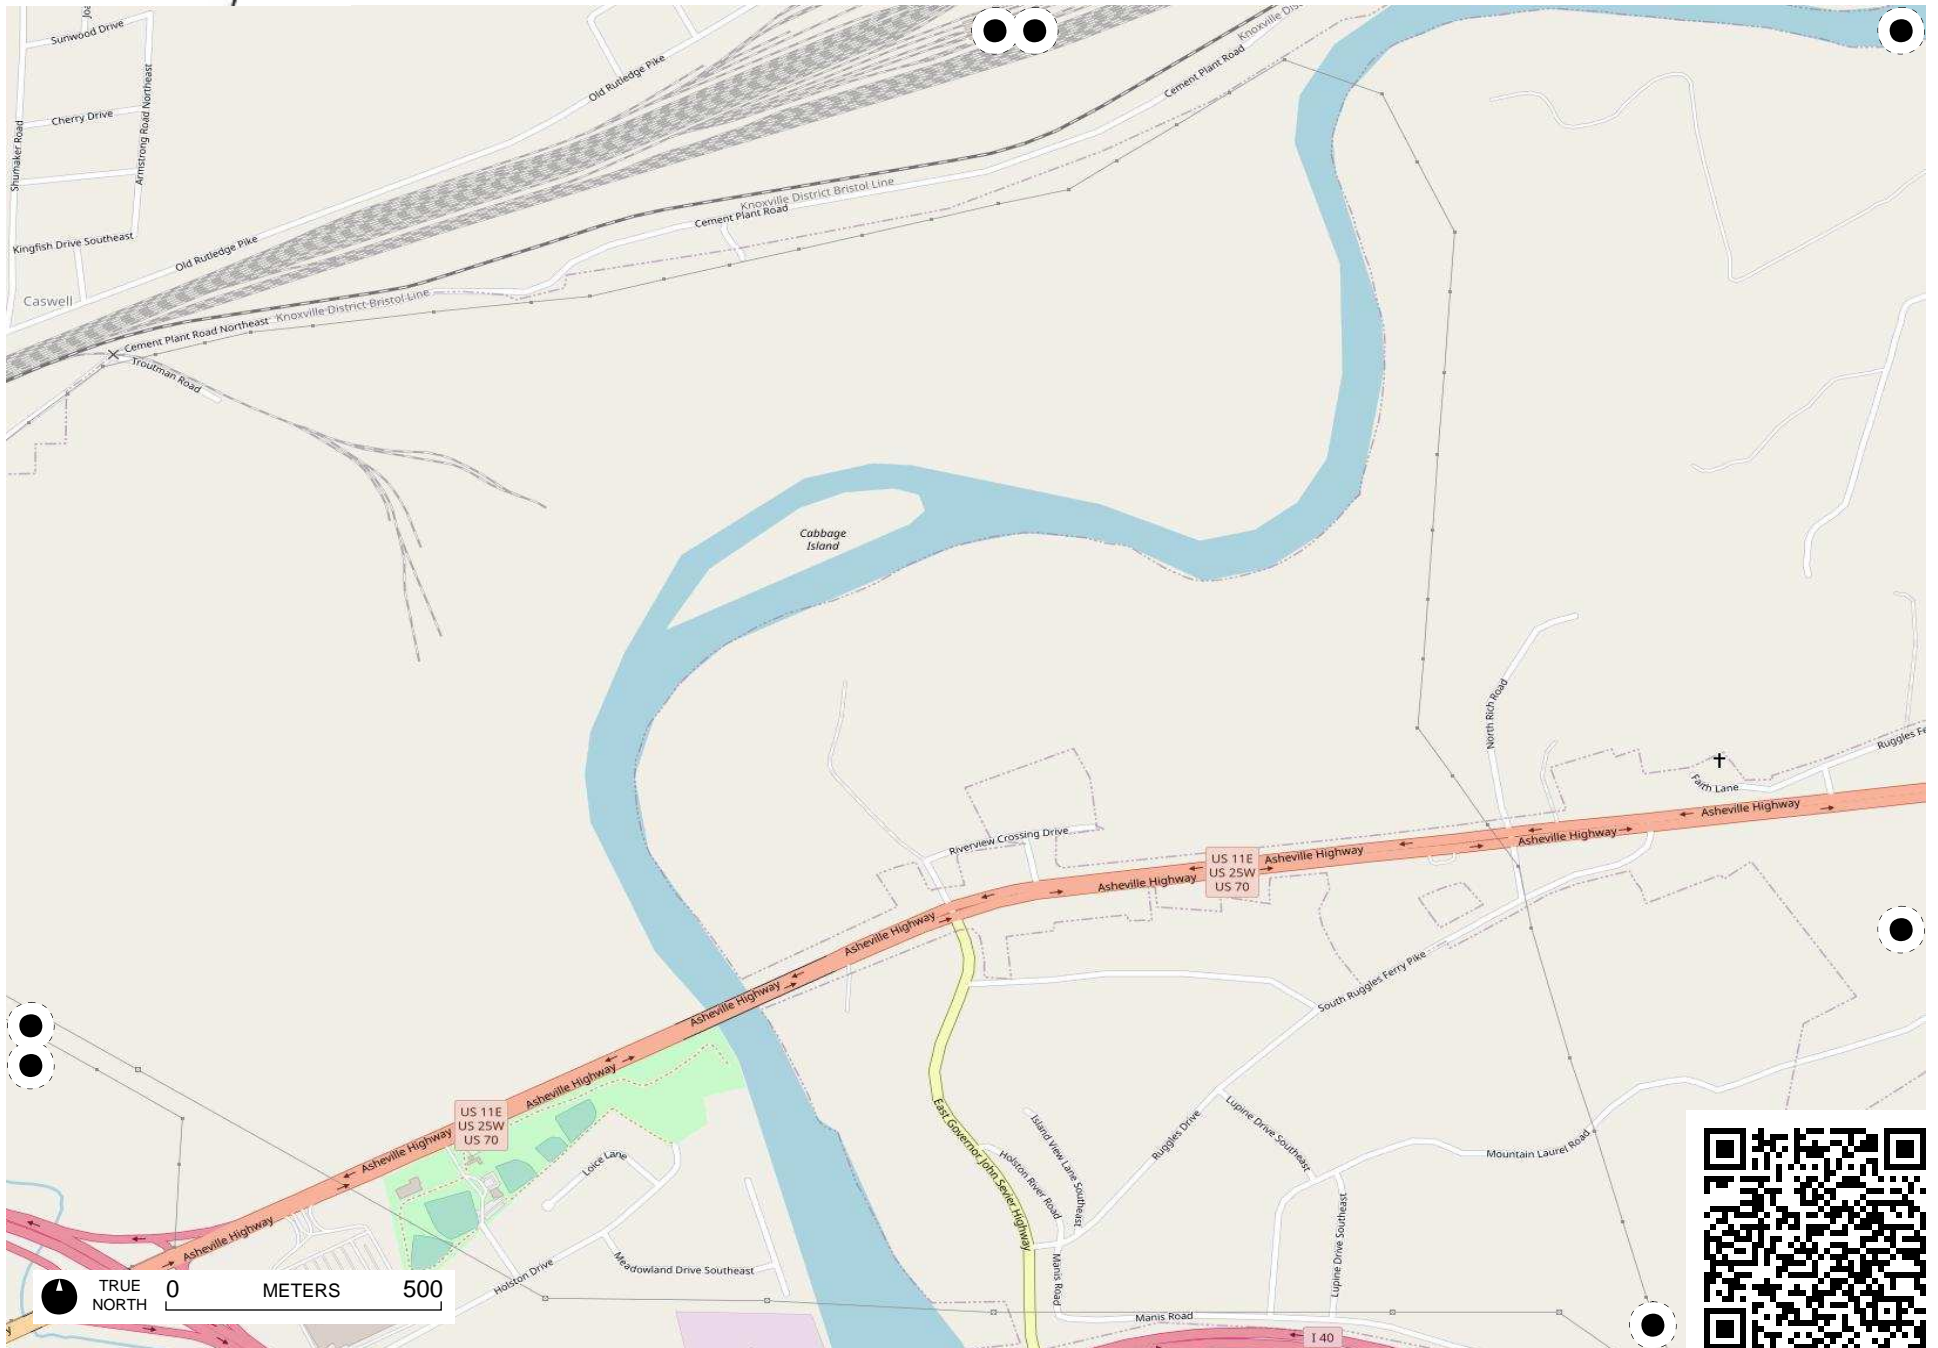 Sunwood Drive
Joa
Old Rutledge Pike
Knoxville Dis
Cement Plant Road
Cherry Drive
Armstrong Road Northeast
Shumaker Road
Knoxville District Bristol Line
Cement Plant Road
Kingfish Drive Southeast
Old Rutledge Pike
Caswell
Knoxville District Bristol Line
Cement Plant Road Northeast
Troutman Road
Cabbage
Island
North Rich Road
Ruggles Fe
Faith Lane
Asheville Highway
Asheville Highway
Riverview Crossing Drive
Asheville Highway
US 11E
US 25W
US 70
Asheville Highway
Asheville Highway
South Ruggles Ferry Pike
Asheville Highway
Asheville Highway
US 11E
US 25W
US 70
Asheville Highway
East Governor John Sevier Highway
Island View Lane Southeast
Holston River Road
Ruggles Drive
Lupine Drive Southeast
Mountain Laurel Road
Loice Lane
Asheville Highway
Lupine Drive Southeast
Meadowland Drive Southeast
Holston Drive
Manis Road
Manis Road
I 40
TRUE
NORTH
0 METERS 500
y